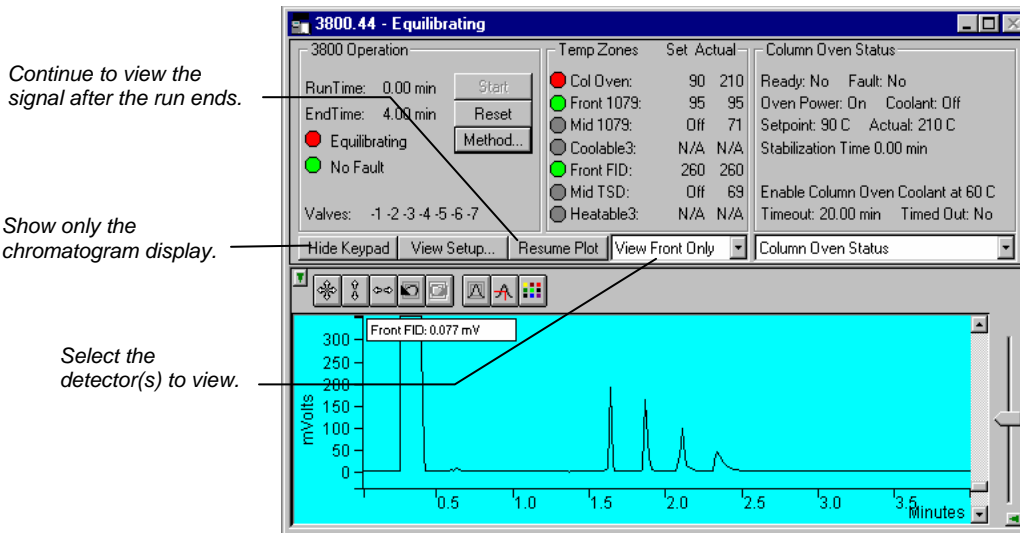 3800.44 - Equilibrating
Continue to view the
signal after the run ends.
Show only the
chromatogram display.
Select the
detector(s) to view.
3800 Operation
RunTime: 0.00 min
Start
EndTime: 4.00 min
Reset
Equilibrating
Method...
No Fault
Valves: -1 -2 -3 -4 -5 -6 -7
Temp Zones Set Actual
Col Oven: 90 210
Front 1079: 95 95
Mid 1079: Off 71
Coolable3: N/A N/A
Front FID: 260 260
Mid TSD: Off 69
Heatable3: N/A N/A
Column Oven Status
Ready: No Fault: No
Oven Power: On Coolant: Off
Setpoint: 90 C Actual: 210 C
Stabilization Time 0.00 min
Enable Column Oven Coolant at 60 C
Timeout: 20.00 min Timed Out: No
Hide Keypad View Setup... Resume Plot View Front Only Column Oven Status
Front FID: 0.077 mV
mVolts
300
250
200
150
100
50
0
0.5 1.0 1.5 2.0 2.5 3.0 3.5
Minutes